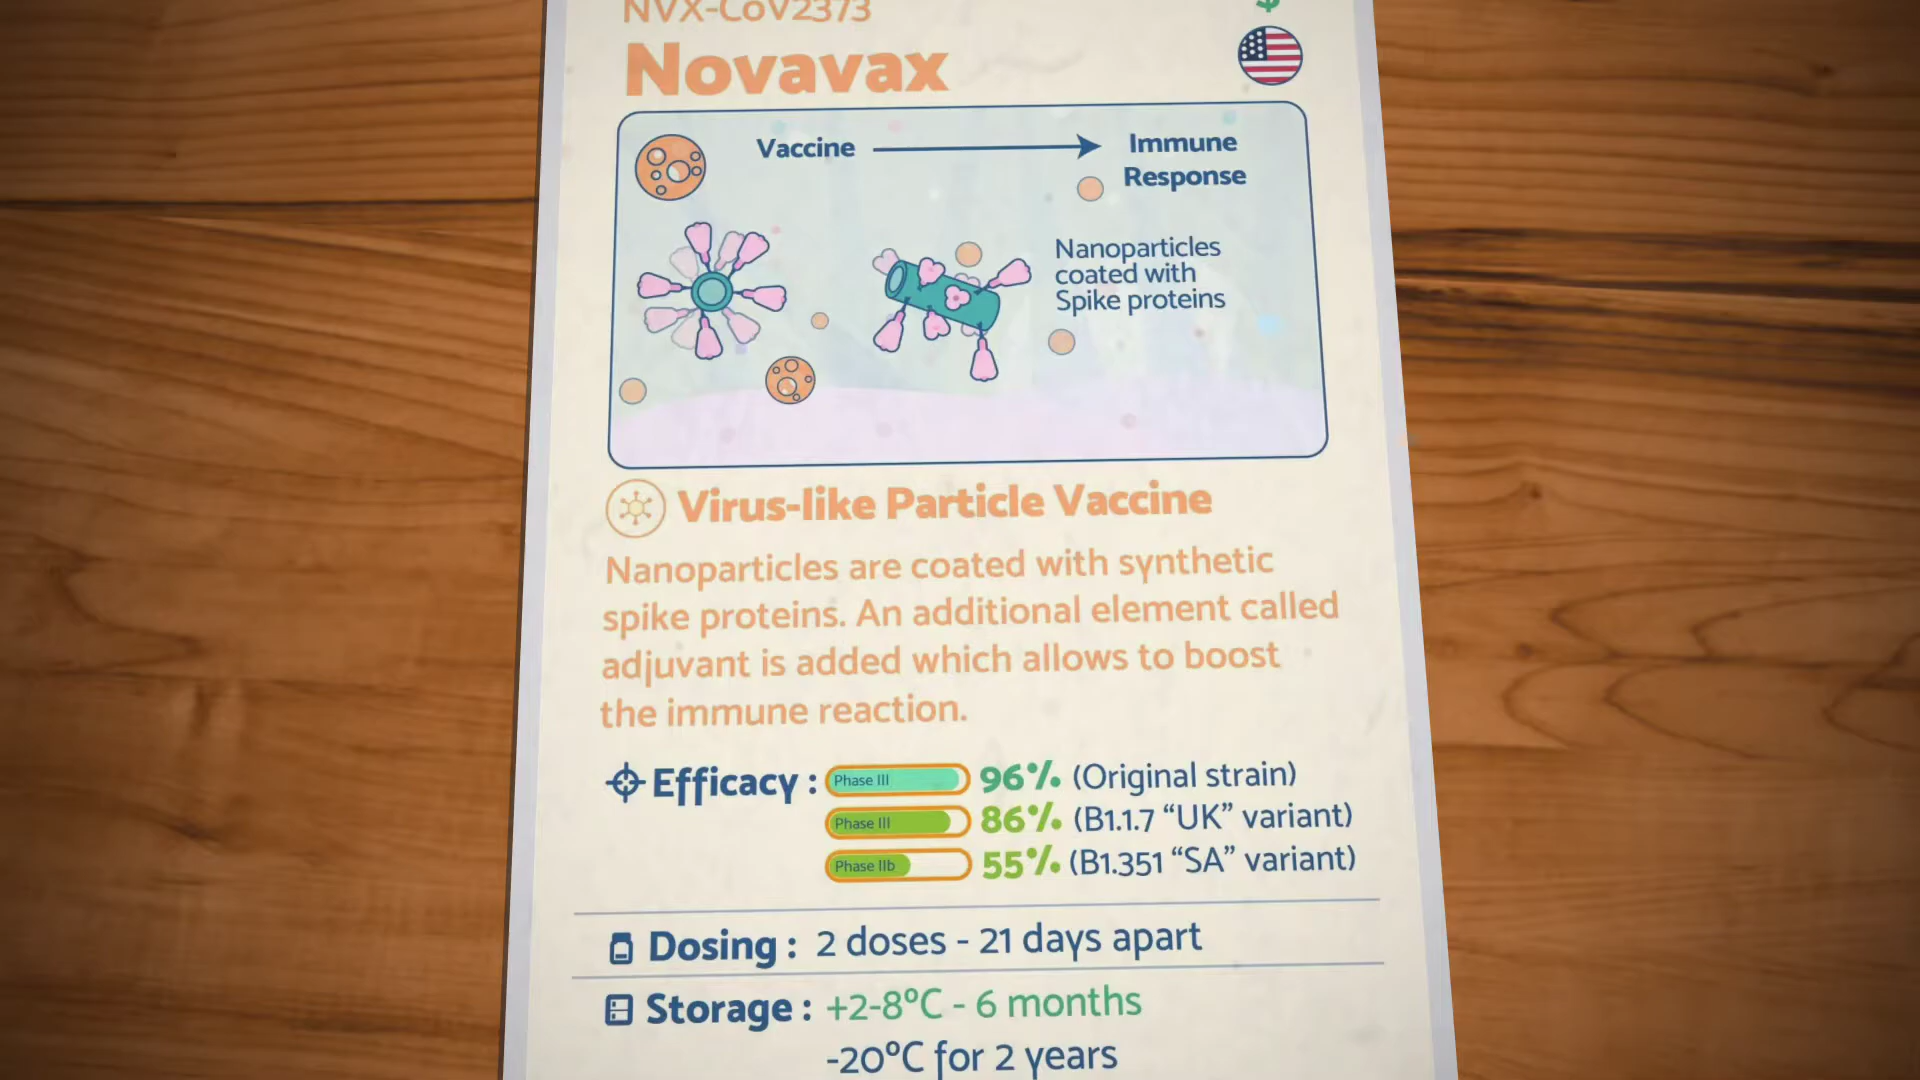 NVX-CoV2373
$
Novavax
Vaccine
Immune
Response
Nanoparticles
coated with
Spike proteins
Virus-like Particle Vaccine
Nanoparticles are coated with synthetic
spike proteins. An additional element called
adjuvant is added which allows to boost
the immune reaction.
Efficacy : Phase III 96% (Original strain)
Phase III 86% (B1.1.7 “UK” variant)
Phase IIb 55% (B1.351 “SA” variant)
Dosing : 2 doses - 21 days apart
Storage : +2-8°C - 6 months
-20°C for 2 years